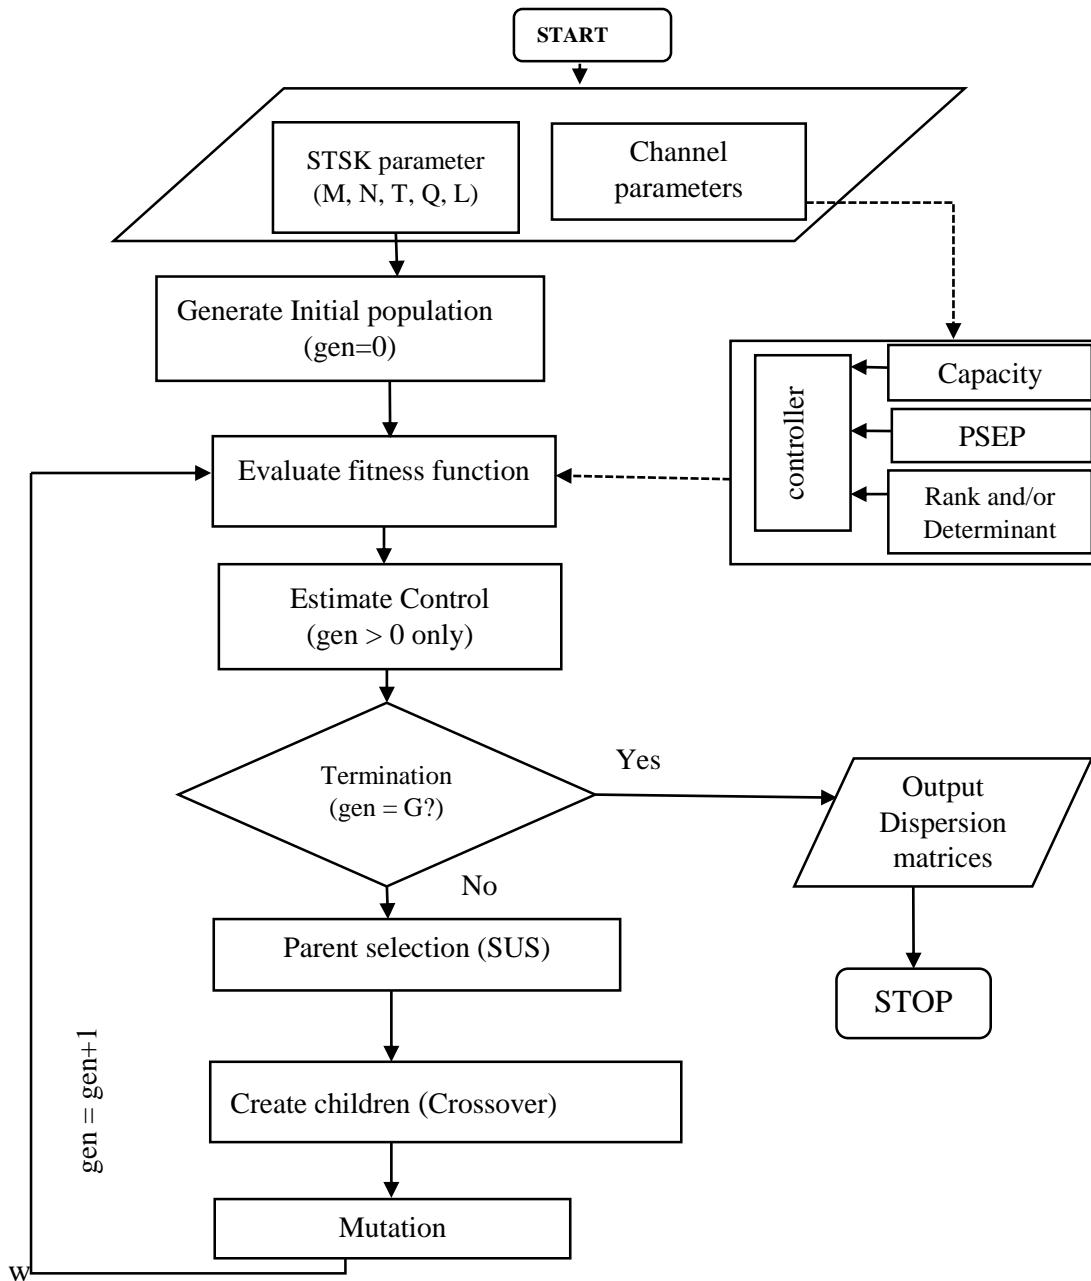 START
STSK parameter
(M, N, T, Q, L)
Channel
parameters
Generate Initial population
(gen=0)
controller
Capacity
PSEP
Rank and/or
Determinant
Evaluate fitness function
Estimate Control
(gen > 0 only)
Termination
(gen = G?)
Yes
No
Output
Dispersion
matrices
STOP
Parent selection (SUS)
Create children (Crossover)
Mutation
gen = gen+1
w